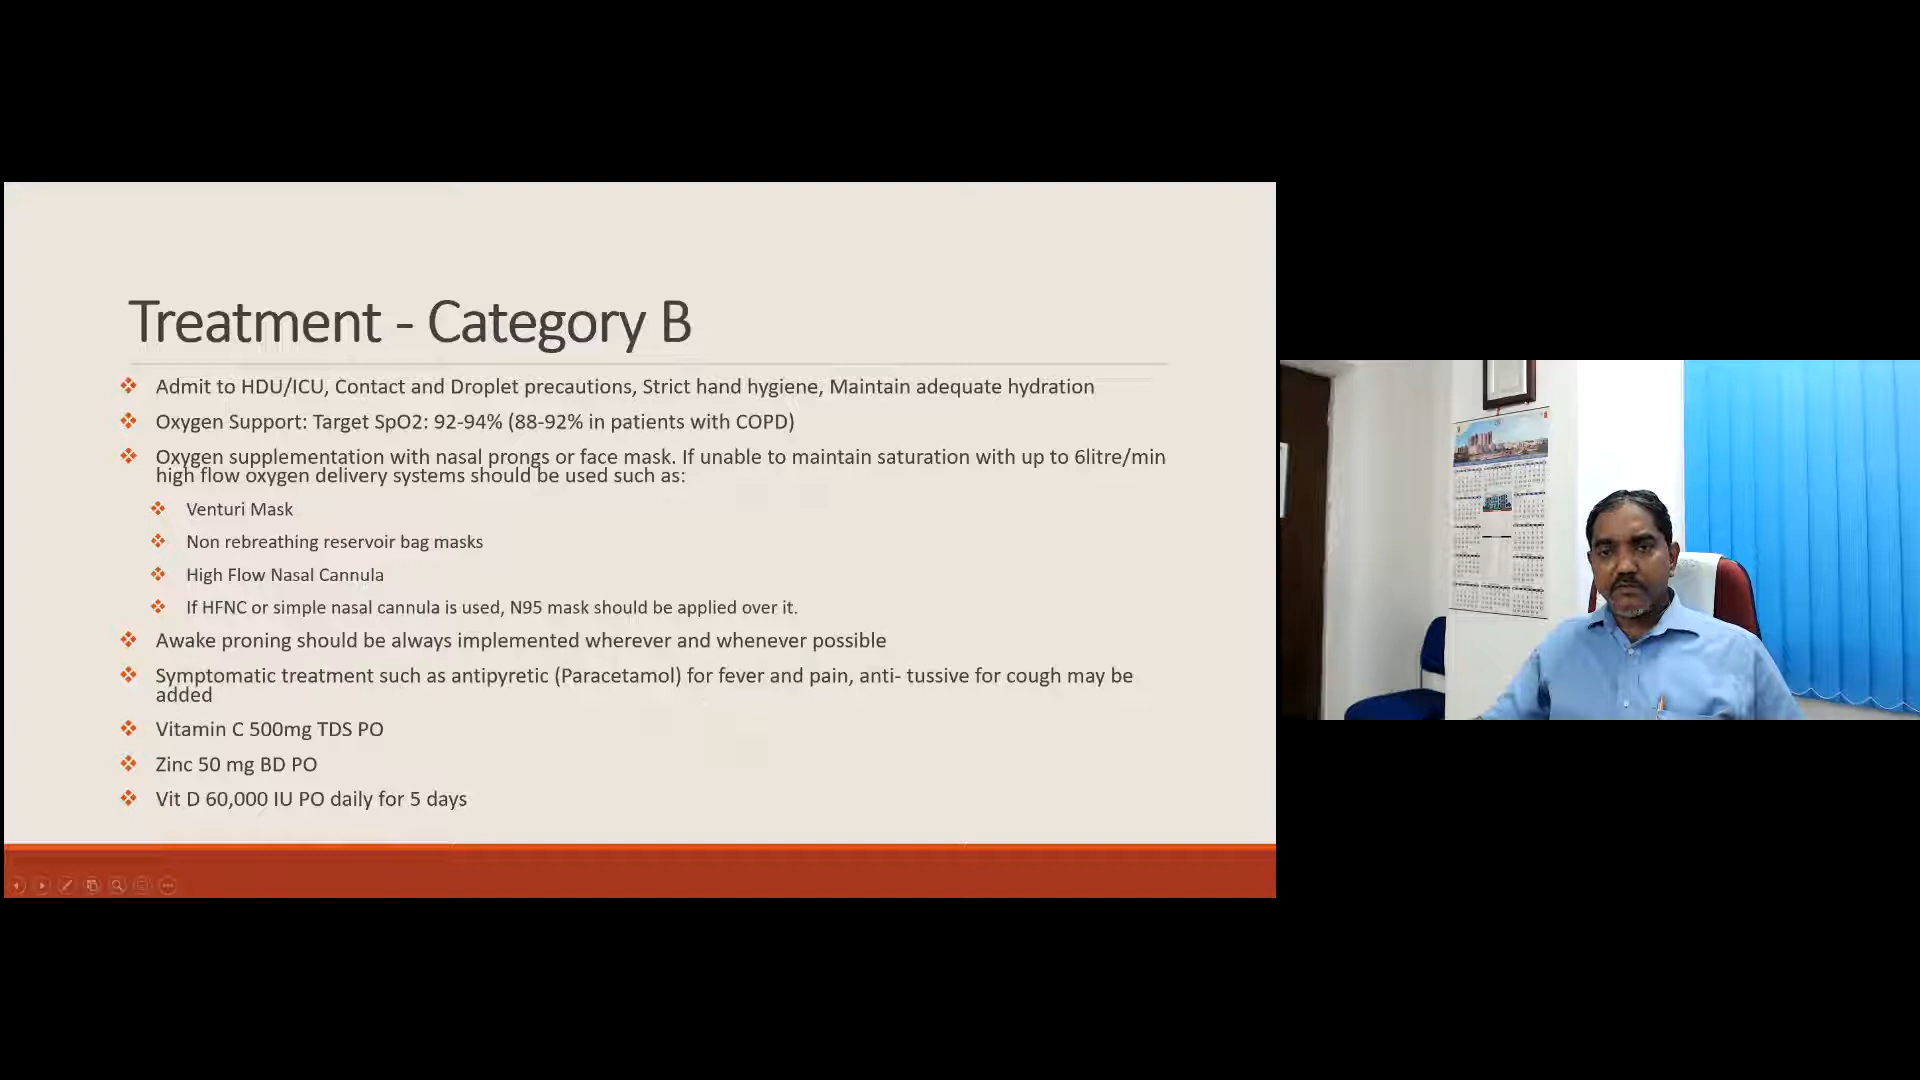 Treatment - Category B
Admit to HDU/ICU, Contact and Droplet precautions, Strict hand hygiene, Maintain adequate hydration
Oxygen Support: Target SpO2: 92-94% (88-92% in patients with COPD)
Oxygen supplementation with nasal prongs or face mask. If unable to maintain saturation with up to 6litre/min
high flow oxygen delivery systems should be used such as:
Venturi Mask
Non rebreathing reservoir bag masks
High Flow Nasal Cannula
If HFNC or simple nasal cannula is used, N95 mask should be applied over it.
Awake proning should be always implemented wherever and whenever possible
Symptomatic treatment such as antipyretic (Paracetamol) for fever and pain, anti- tussive for cough may be
added
Vitamin C 500mg TDS PO
Zinc 50 mg BD PO
Vit D 60,000 IU PO daily for 5 days